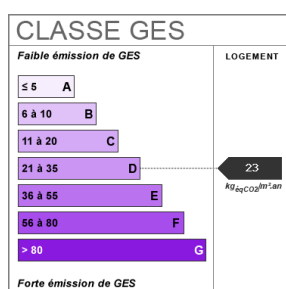 CLASSE GES
Faible émission de GES
LOGEMENT
≤ 5 A
6 à 10 B
11 à 20 C
21 à 35 D
23
kgéqCO2/m².an
36 à 55 E
56 à 80 F
> 80 G
Forte émission de GES